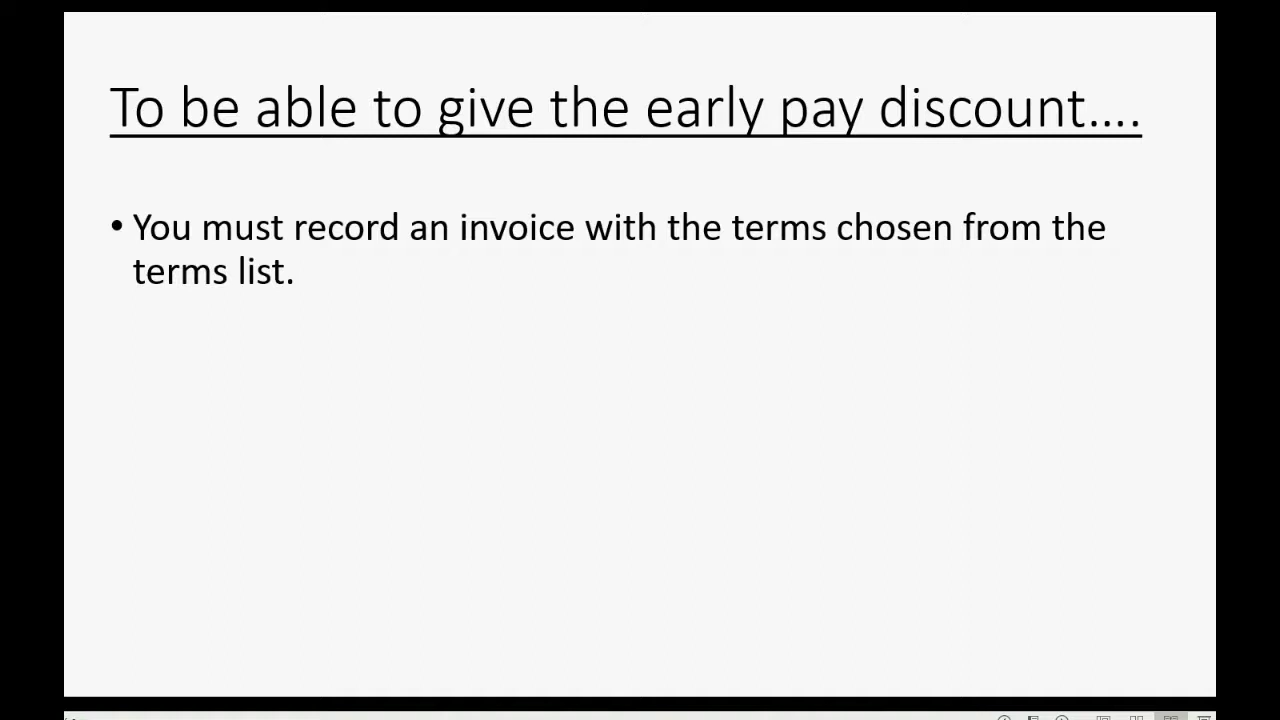 To be able to give the early pay discount....
• You must record an invoice with the terms chosen from the
terms list.